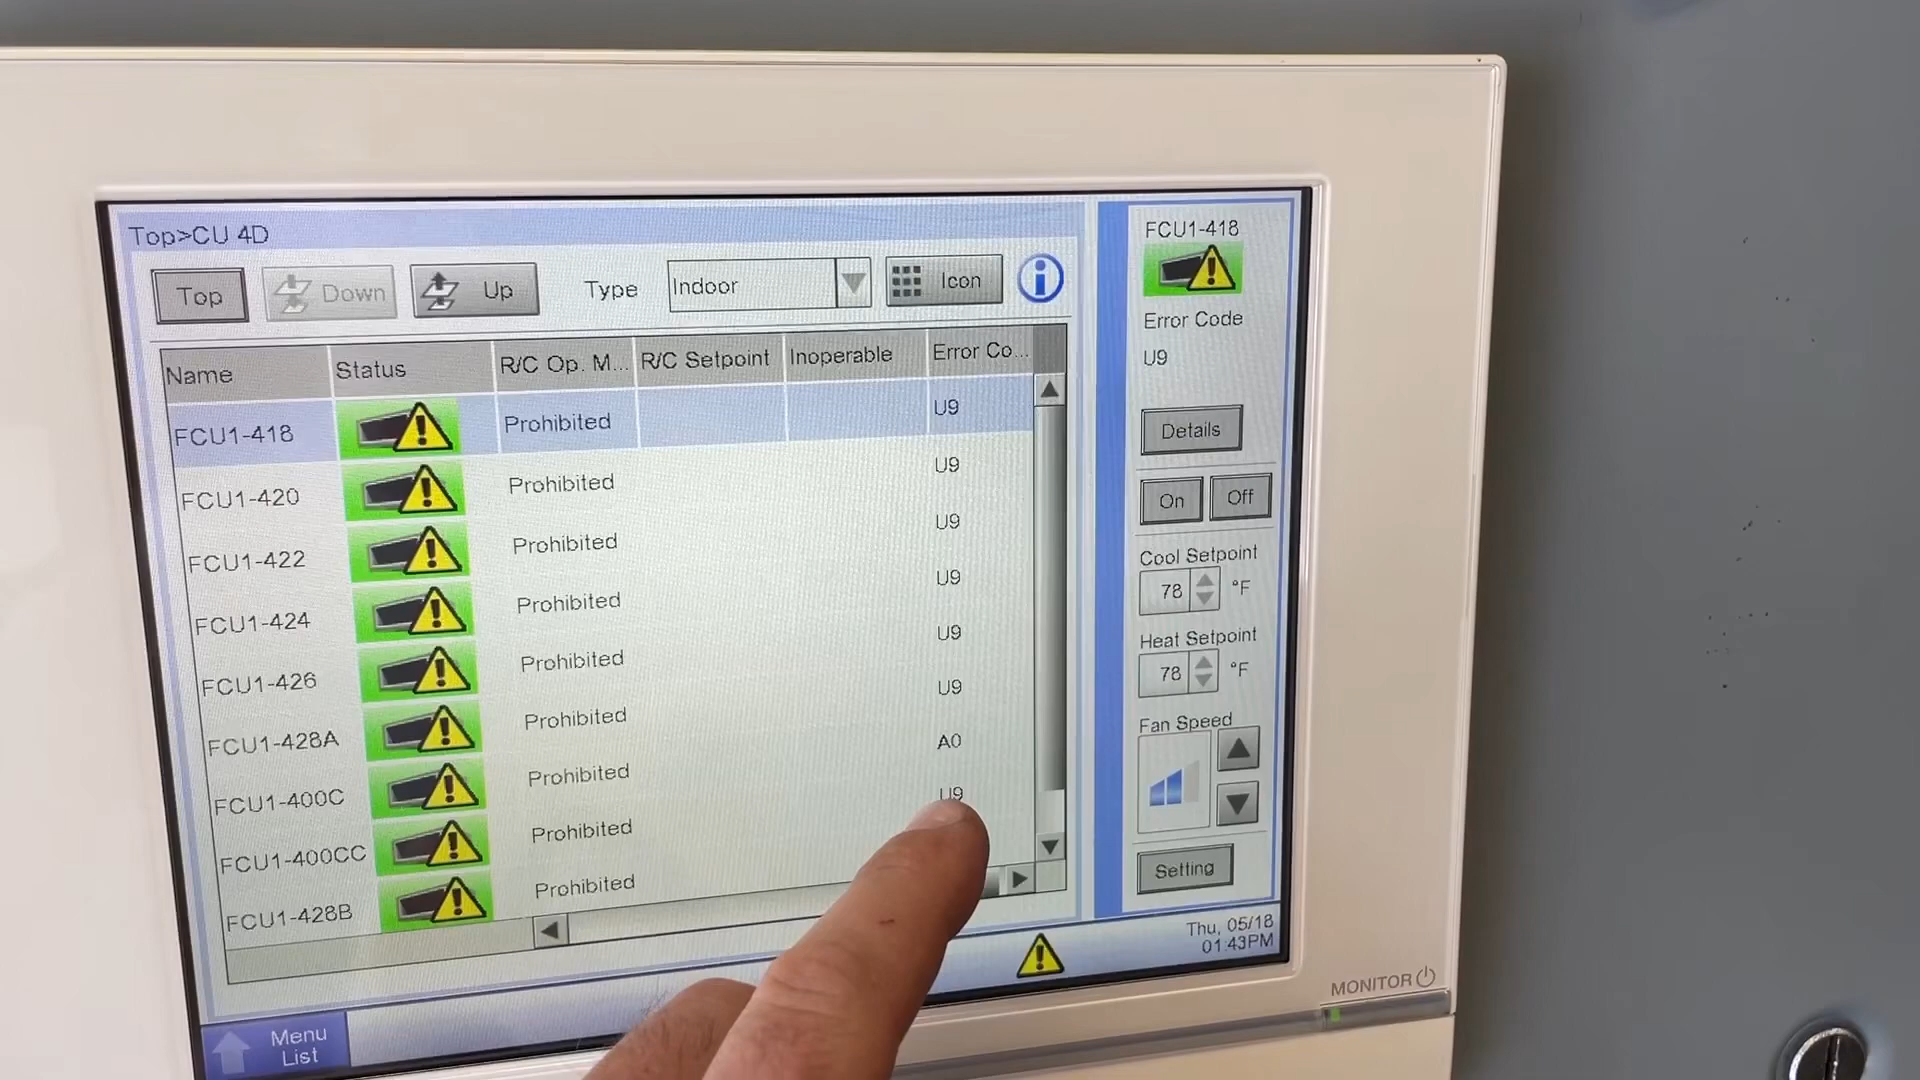 Top>CU 4D
Top
Down
Up
Type
Indoor
Icon
Name Status R/C Op. M... R/C Setpoint Inoperable Error Co...
FCU1-418 Prohibited U9
FCU1-420 Prohibited U9
FCU1-422 Prohibited U9
FCU1-424 Prohibited U9
FCU1-426 Prohibited U9
FCU1-428A Prohibited U9
FCU1-400C Prohibited A0
FCU1-400CC Prohibited U9
FCU1-428B Prohibited
FCU1-418
Error Code
U9
Details
On Off
Cool Setpoint
78 °F
Heat Setpoint
78 °F
Fan Speed
Setting
Thu, 05/18
01:43PM
Menu
List
MONITOR